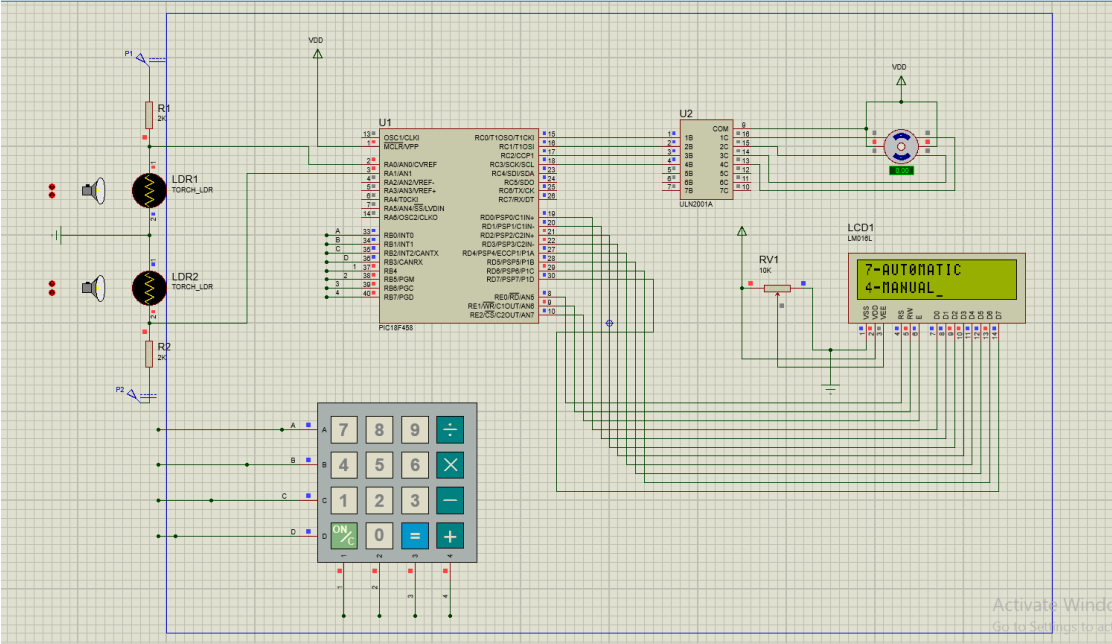 P1
R1
2K
LDR1
TORCH_LDR
LDR2
TORCH_LDR
R2
2K
P2
VDD
U1
13 OSC1/CLKI
1 MCLR/VPP
2 RA0/AN0/CVREF
3 RA1/AN1
4 RA2/AN2/VREF-
5 RA3/AN3/VREF+
6 RA4/T0CKI
7 RA5/AN4/SS/LVDIN
14 RA6/OSC2/CLKO
A 33 RB0/INT0
B 34 RB1/INT1
C 35 RB2/INT2/CANTX
D 36 RB3/CANRX
1 37 RB4
2 38 RB5/PGM
3 39 RB6/PGC
4 40 RB7/PGD
RC0/T1OSO/T1CKI 15
RC1/T1OSI 16
RC2/CCP1 17
RC3/SCK/SCL 18
RC4/SDI/SDA 23
RC5/SDO 24
RC6/TX/CK 25
RC7/RX/DT 26
RD0/PSP0/C1IN+ 19
RD1/PSP1/C1IN- 20
RD2/PSP2/C2IN+ 21
RD3/PSP3/C2IN- 22
RD4/PSP4/ECCP1/P1A 27
RD5/PSP5/P1B 28
RD6/PSP6/P1C 29
RD7/PSP7/P1D 30
RE0/RD/AN5 8
RE1/WR/C1OUT/AN6 9
RE2/CS/C2OUT/AN7 10
PIC18F458
U2
COM 9
1 1B 1C 16
2 2B 2C 15
3 3B 3C 14
4 4B 4C 13
5 5B 5C 12
6 6B 6C 11
7 7B 7C 10
ULN2001A
VDD
0.00
RV1
10K
LCD1
LM016L
7-AUTOMATIC
4-MANUAL_
VSS VDD VEE RS RW E D0 D1 D2 D3 D4 D5 D6 D7
1 2 3 4 5 6 7 8 9 10 11 12 13 14
A A 7 8 9 ÷
B B 4 5 6 ×
C C 1 2 3 −
D D ON/C 0 = +
1 2 3 4
1 2 3 4
Activate Windo
Go to Settings to ac